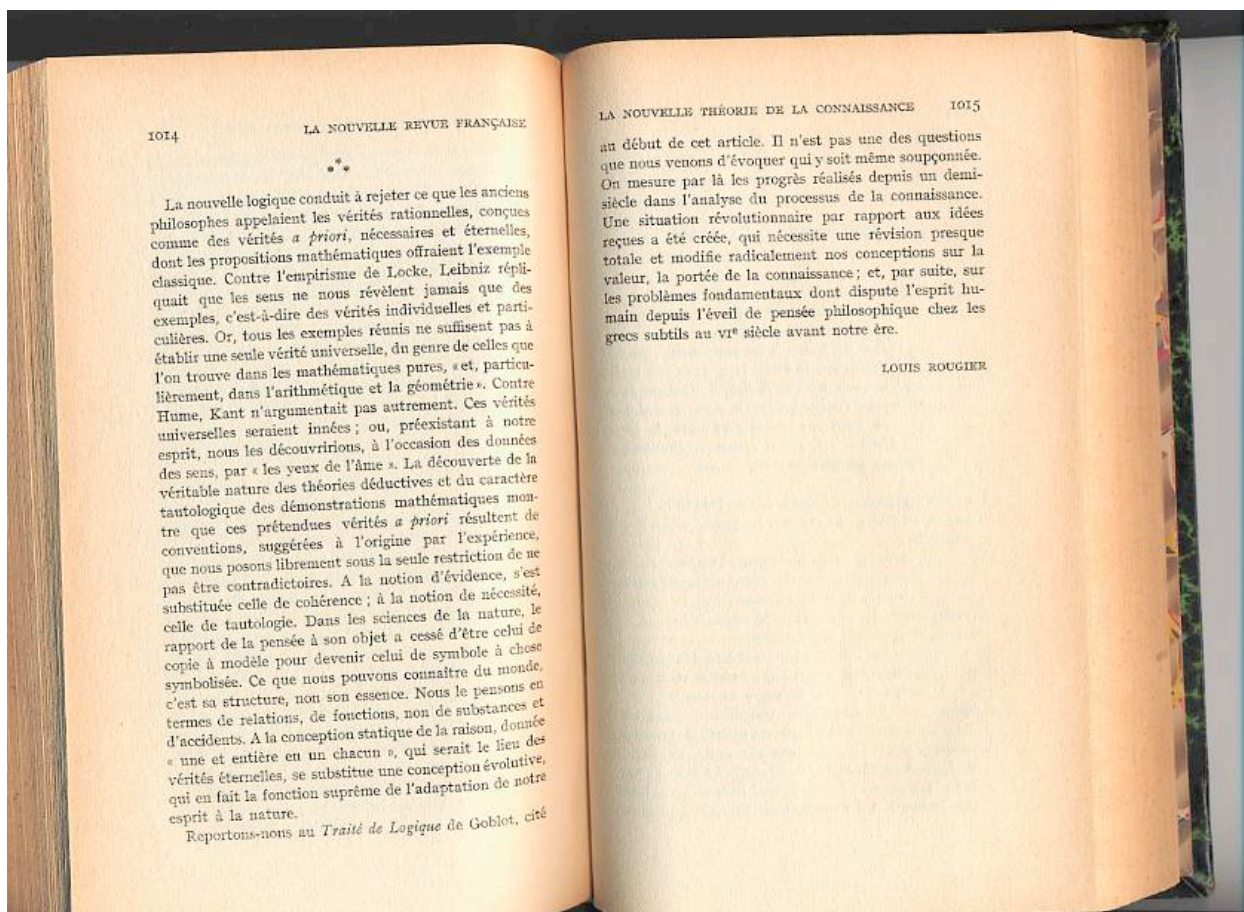 1014
LA NOUVELLE REVUE FRANÇAISE
***
La nouvelle logique conduit à rejeter ce que les anciens
philosophes appelaient les vérités rationnelles, conçues
comme des vérités a priori, nécessaires et éternelles,
dont les propositions mathématiques offraient l'exemple
classique. Contre l'empirisme de Locke, Leibniz répli-
quait que les sens ne nous révèlent jamais que des
exemples, c'est-à-dire des vérités individuelles et parti-
culières. Or, tous les exemples réunis ne suffisent pas à
établir une seule vérité universelle, du genre de celles que
l'on trouve dans les mathématiques pures, « et, particu-
lièrement, dans l'arithmétique et la géométrie ». Contre
Hume, Kant n'argumentait pas autrement. Ces vérités
universelles seraient innées ; ou, préexistant à notre
esprit, nous les découvririons, à l'occasion des données
des sens, par « les yeux de l'âme ». La découverte de la
véritable nature des théories déductives et du caractère
tautologique des démonstrations mathématiques mon-
tre que ces prétendues vérités a priori résultent de
conventions, suggérées à l'origine par l'expérience,
que nous posons librement sous la seule restriction de ne
pas être contradictoires. A la notion d'évidence, s'est
substituée celle de cohérence ; à la notion de nécessité,
celle de tautologie. Dans les sciences de la nature, le
rapport de la pensée à son objet a cessé d'être celui de
copie à modèle pour devenir celui de symbole à chose
symbolisée. Ce que nous pouvons connaître du monde,
c'est sa structure, non son essence. Nous le pensons en
termes de relations, de fonctions, non de substances et
d'accidents. A la conception statique de la raison, donnée
« une et entière en un chacun », qui serait le lieu des
vérités éternelles, se substitue une conception évolutive,
qui en fait la fonction suprême de l'adaptation de notre
esprit à la nature.
Reportons-nous au Traité de Logique de Goblot, cité
LA NOUVELLE THÉORIE DE LA CONNAISSANCE
1015
au début de cet article. Il n'est pas une des questions
que nous venons d'évoquer qui y soit même soupçonnée.
On mesure par là les progrès réalisés depuis un demi-
siècle dans l'analyse du processus de la connaissance.
Une situation révolutionnaire par rapport aux idées
reçues a été créée, qui nécessite une révision presque
totale et modifie radicalement nos conceptions sur la
valeur, la portée de la connaissance ; et, par suite, sur
les problèmes fondamentaux dont dispute l'esprit hu-
main depuis l'éveil de pensée philosophique chez les
grecs subtils au VIe siècle avant notre ère.
LOUIS ROUGIER